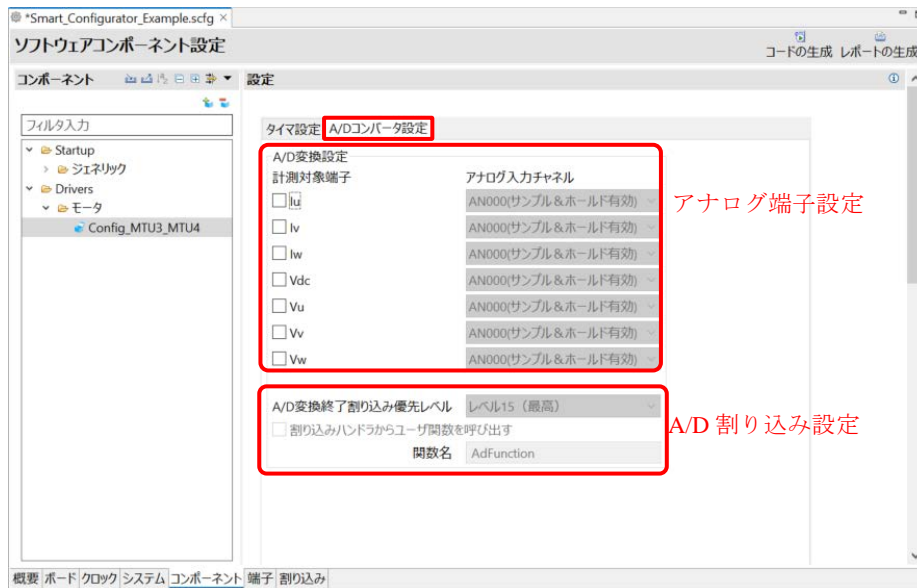 *Smart_Configurator_Example.scfg
ソフトウェアコンポーネント設定
コードの生成 レポートの生成
コンポーネント
設定
フィルタ入力
Startup
ジェネリック
Drivers
モータ
Config_MTU3_MTU4
タイマ設定 A/Dコンバータ設定
A/D変換設定
計測対象端子 アナログ入力チャネル
Iu AN000(サンプル&ホールド有効)
アナログ端子設定
Iv AN000(サンプル&ホールド有効)
Iw AN000(サンプル&ホールド有効)
Vdc AN000(サンプル&ホールド有効)
Vu AN000(サンプル&ホールド有効)
Vv AN000(サンプル&ホールド有効)
Vw AN000(サンプル&ホールド有効)
A/D変換終了割り込み優先レベル レベル15(最高)
A/D 割り込み設定
割り込みハンドラからユーザ関数を呼び出す
関数名 AdFunction
概要 ボード クロック システム コンポーネント 端子 割り込み